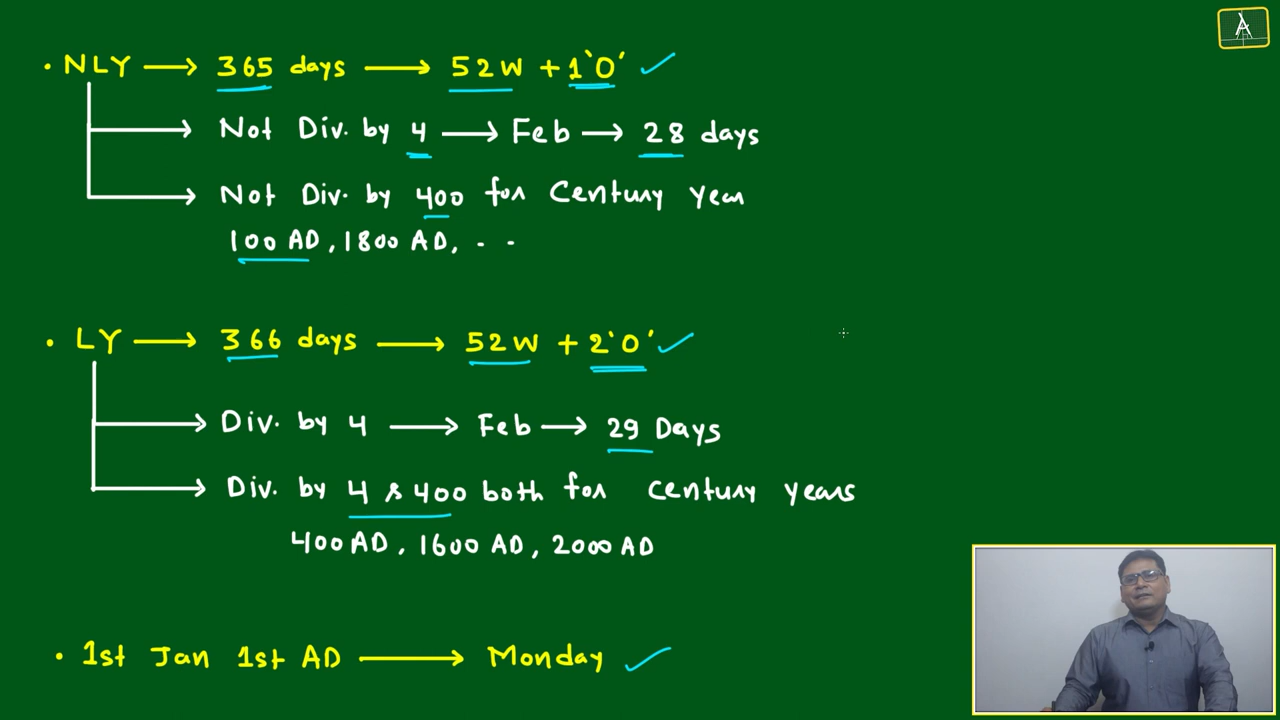 • NLY → 365 days → 52W + 1'O' ✓
→ Not Div. by 4 → Feb → 28 days
→ Not Div. by 400 for Century Year
100 AD, 1800 AD, - -
• LY → 366 days → 52W + 2'O' ✓
→ Div. by 4 → Feb → 29 Days
→ Div. by 4 & 400 both for Century years
400 AD, 1600 AD, 2000 AD
• 1st Jan 1st AD → Monday ✓